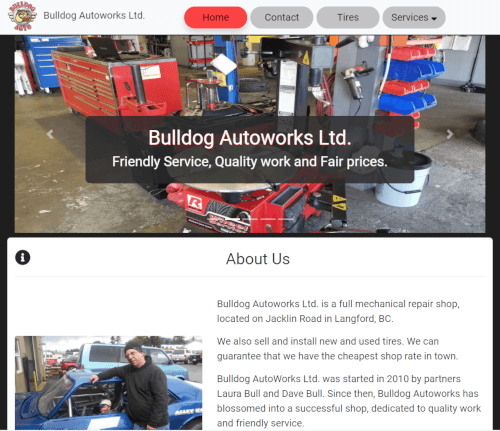 BULLDOG
AUTO
Bulldog Autoworks Ltd.
Home
Contact
Tires
Services
Bulldog Autoworks Ltd.
Friendly Service, Quality work and Fair prices.
R
About Us
Bulldog Autoworks Ltd. is a full mechanical repair shop,
located on Jacklin Road in Langford, BC.
We also sell and install new and used tires. We can
guarantee that we have the cheapest shop rate in town.
Bulldog AutoWorks Ltd. was started in 2010 by partners
Laura Bull and Dave Bull. Since then, Bulldog Autoworks has
blossomed into a successful shop, dedicated to quality work
and friendly service.